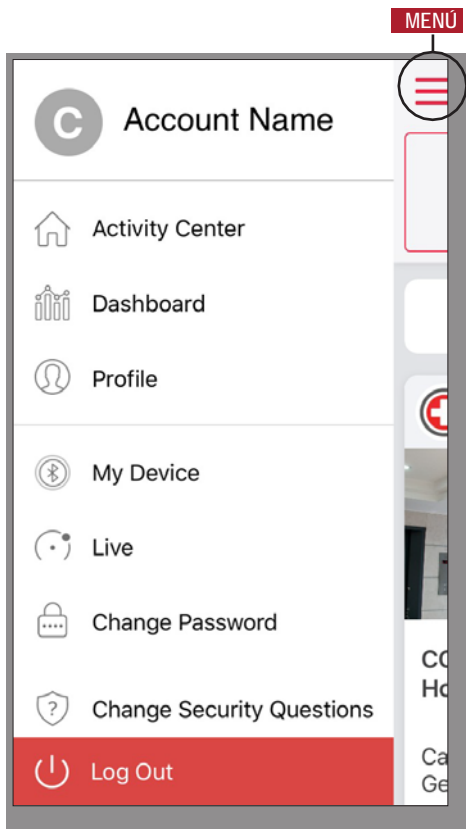 MENÚ
C
Account Name
Activity Center
Dashboard
Profile
My Device
Live
Change Password
?
Change Security Questions
Log Out
CC
Ho
Ca
Ge